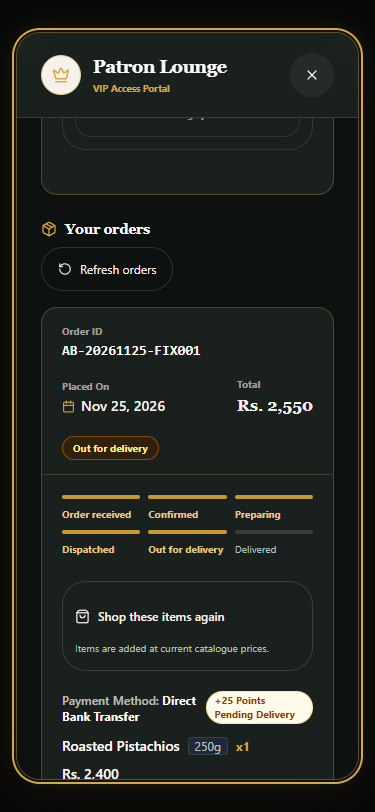 Patron Lounge
VIP Access Portal
Your orders
Refresh orders
Order ID
AB-20261125-FIX001
Placed On
Total
Nov 25, 2026
Rs. 2,550
Out for delivery
Order received Confirmed Preparing
Dispatched Out for delivery Delivered
Shop these items again
Items are added at current catalogue prices.
Payment Method: Direct
Bank Transfer
+25 Points
Pending Delivery
Roasted Pistachios 250g x1
Rs. 2,400